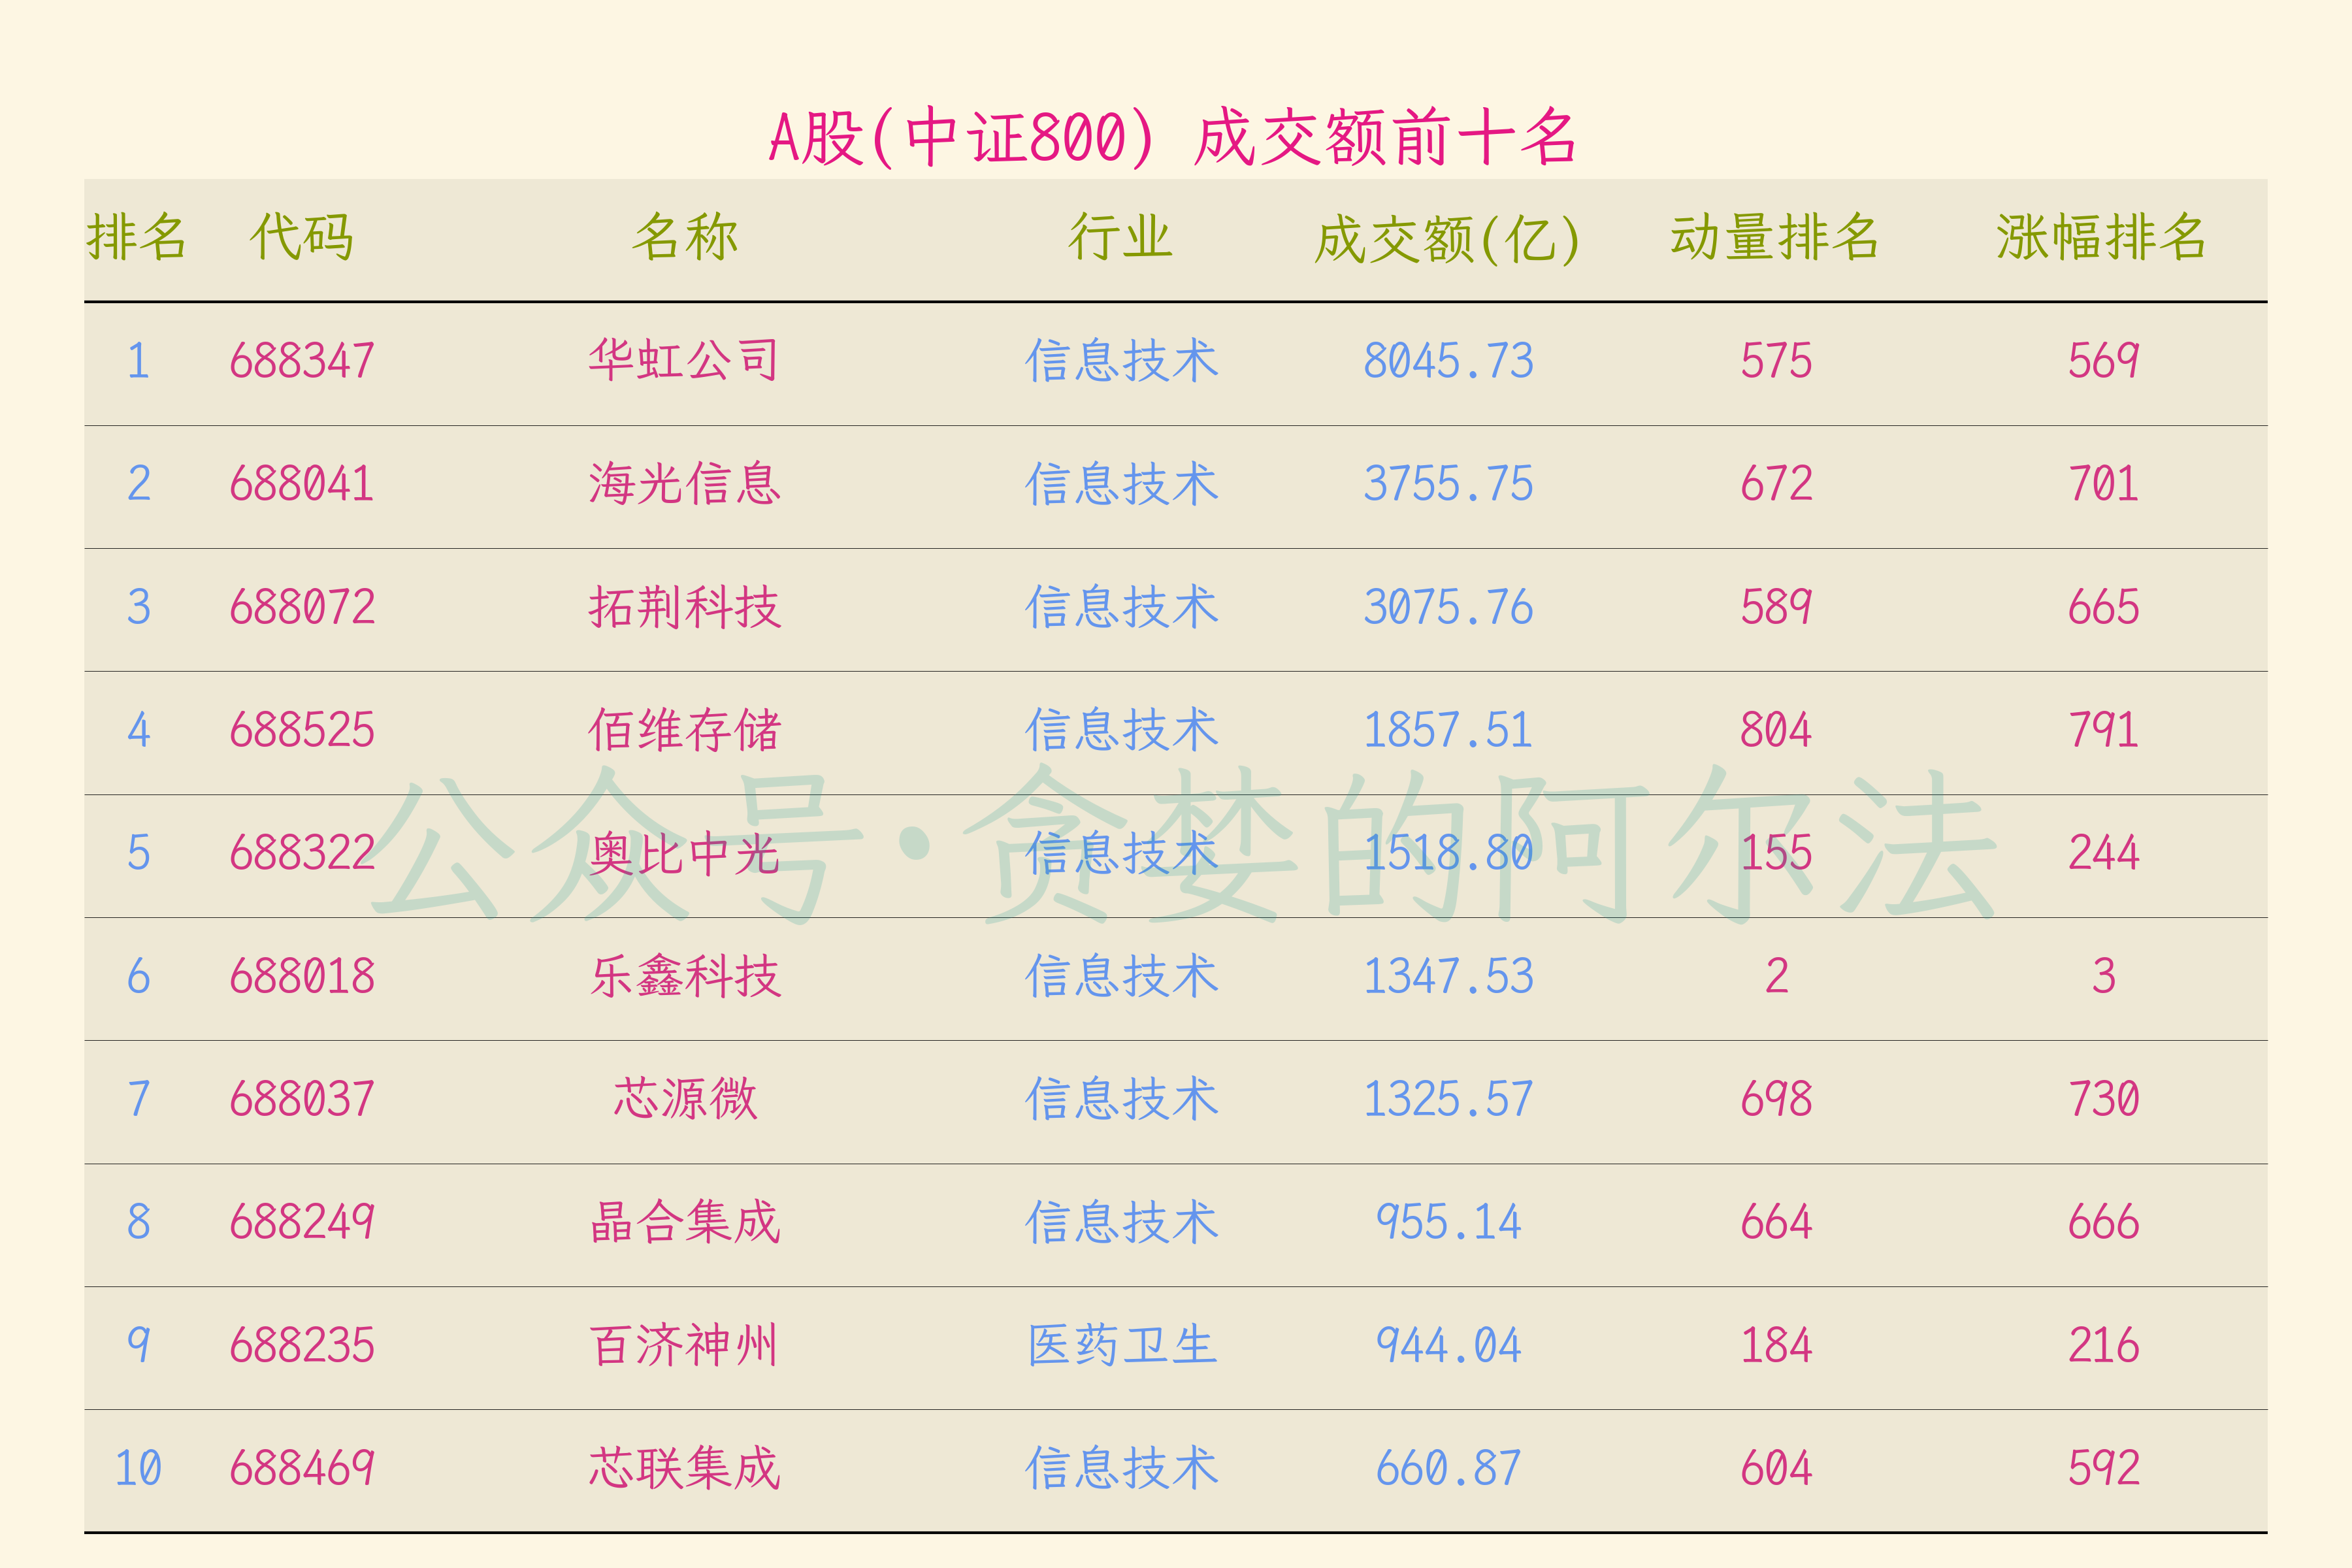 A股(中证800) 成交额前十名
排名 代码 名称 行业 成交额(亿) 动量排名 涨幅排名
1 688347 华虹公司 信息技术 8045.73 575 569
2 688041 海光信息 信息技术 3755.75 672 701
3 688072 拓荆科技 信息技术 3075.76 589 665
4 688525 佰维存储 信息技术 1857.51 804 791
公众号·贪婪的阿尔法
5 688322 奥比中光 信息技术 1518.80 155 244
6 688018 乐鑫科技 信息技术 1347.53 2 3
7 688037 芯源微 信息技术 1325.57 698 730
8 688249 晶合集成 信息技术 955.14 664 666
9 688235 百济神州 医药卫生 944.04 184 216
10 688469 芯联集成 信息技术 660.87 604 592